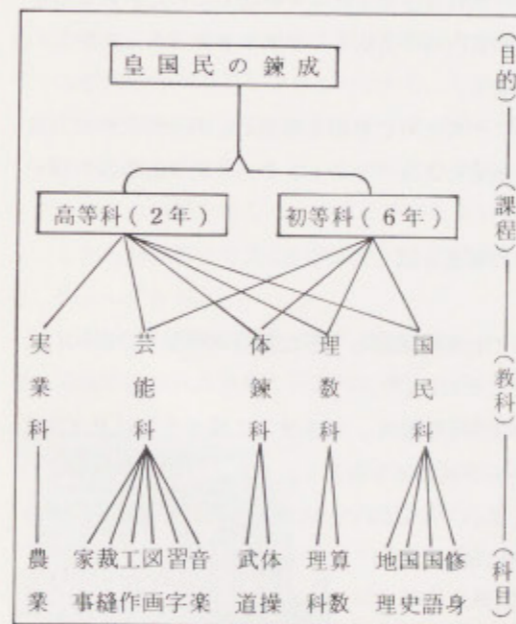 皇国民の錬成
高等科(2年)
初等科(6年)
(目的)
(課程)
(教科)
(科目)
国民科
理数科
体錬科
芸能科
実業科
修身
国語
国史
地理
算数
理科
体操
武道
音楽
習字
図画
工作
裁縫
家事
農業